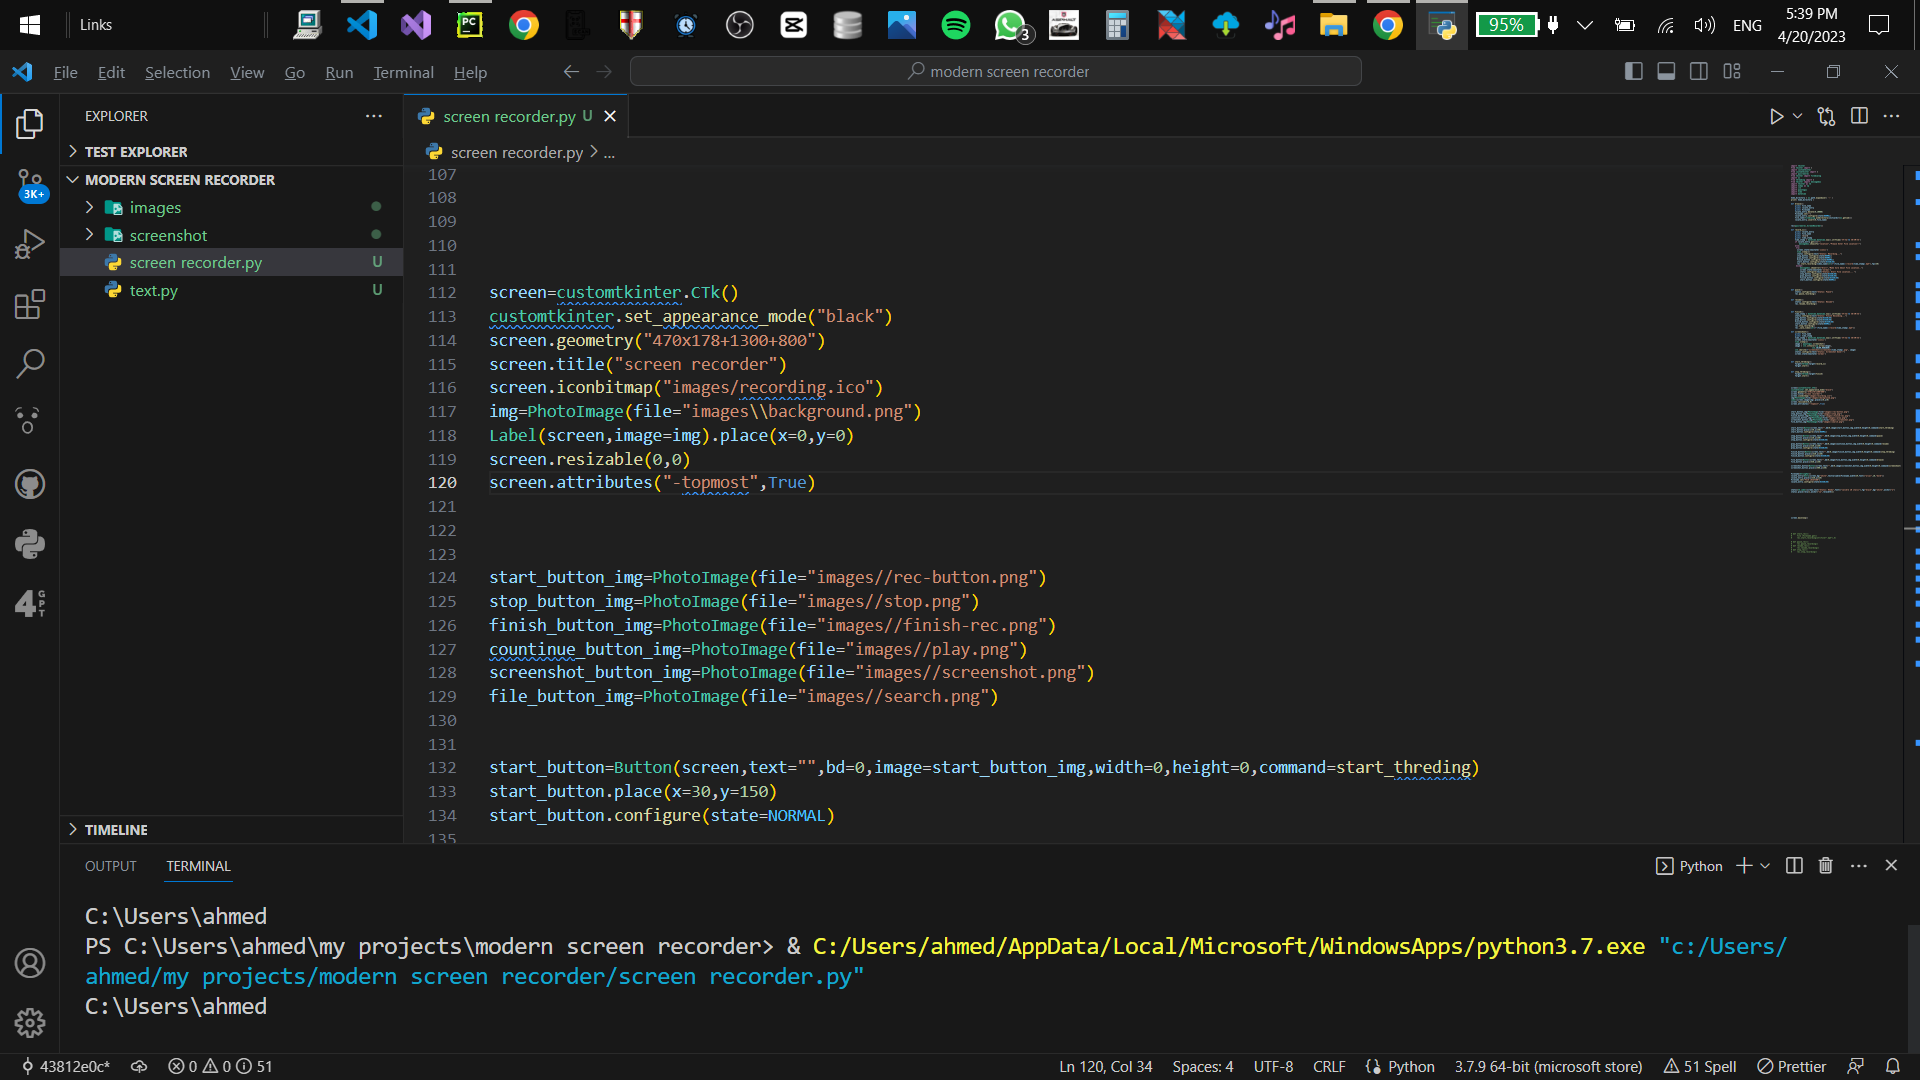 Links
PC
3
95%
ENG
5:39 PM
4/20/2023
File Edit Selection View Go Run Terminal Help
modern screen recorder
EXPLORER
TEST EXPLORER
MODERN SCREEN RECORDER
images
screenshot
screen recorder.py U
text.py U
TIMELINE
3K+
4 GPT
screen recorder.py U
screen recorder.py > ...
107
108
109
110
111
112 screen=customtkinter.CTk()
113 customtkinter.set_appearance_mode("black")
114 screen.geometry("470x178+1300+800")
115 screen.title("screen recorder")
116 screen.iconbitmap("images/recording.ico")
117 img=PhotoImage(file="images\\background.png")
118 Label(screen,image=img).place(x=0,y=0)
119 screen.resizable(0,0)
120 screen.attributes("-topmost",True)
121
122
123
124 start_button_img=PhotoImage(file="images//rec-button.png")
125 stop_button_img=PhotoImage(file="images//stop.png")
126 finish_button_img=PhotoImage(file="images//finish-rec.png")
127 countinue_button_img=PhotoImage(file="images//play.png")
128 screenshot_button_img=PhotoImage(file="images//screenshot.png")
129 file_button_img=PhotoImage(file="images//search.png")
130
131
132 start_button=Button(screen,text="",bd=0,image=start_button_img,width=0,height=0,command=start_threding)
133 start_button.place(x=30,y=150)
134 start_button.configure(state=NORMAL)
135
OUTPUT TERMINAL
Python
C:\Users\ahmed
PS C:\Users\ahmed\my projects\modern screen recorder> & C:/Users/ahmed/AppData/Local/Microsoft/WindowsApps/python3.7.exe "c:/Users/
ahmed/my projects/modern screen recorder/screen recorder.py"
C:\Users\ahmed
43812e0c* 0 0 51 Ln 120, Col 34 Spaces: 4 UTF-8 CRLF Python 3.7.9 64-bit (microsoft store) 51 Spell Prettier